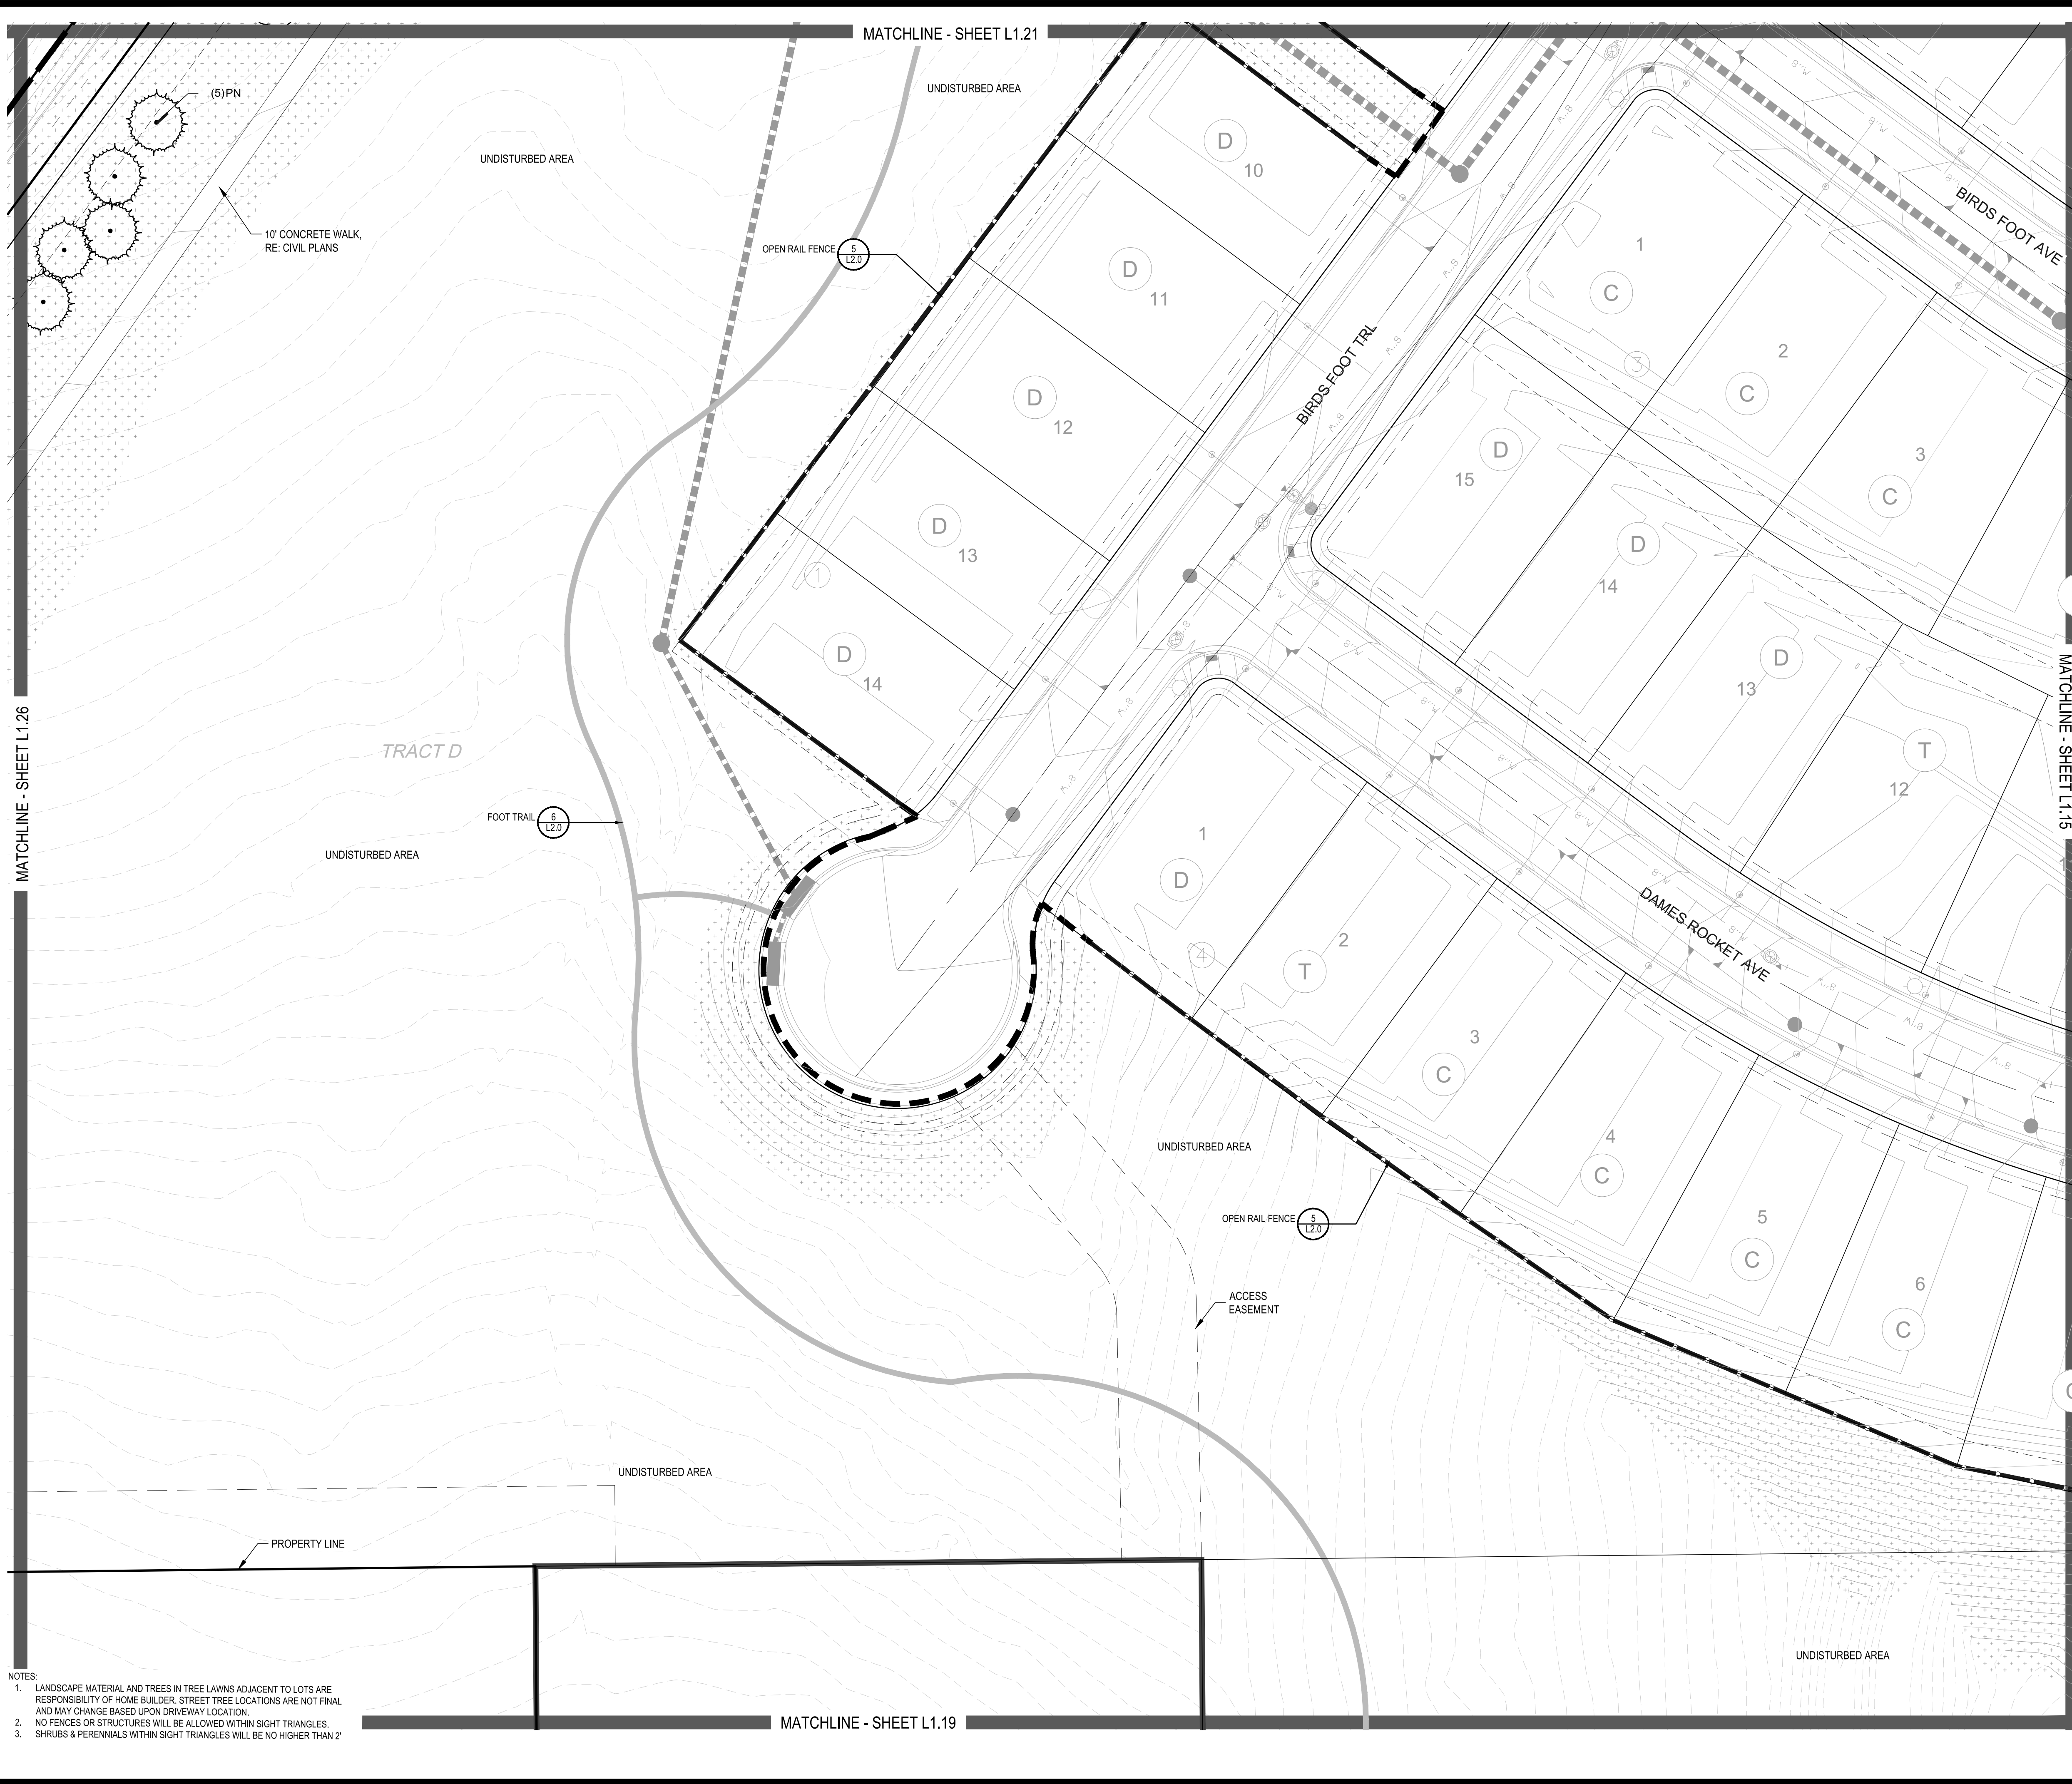 MATCHLINE - SHEET L1.21
(5)PN
UNDISTURBED AREA
UNDISTURBED AREA
10' CONCRETE WALK,
RE: CIVIL PLANS
OPEN RAIL FENCE
5
L2.0
D
10
D
11
D
12
D
13
1
D
14
BIRDS FOOT TRL
BIRDS FOOT AVE
1
C
3
2
C
3
C
D
15
D
14
D
13
T
12
MATCHLINE - SHEET L1.15
MATCHLINE - SHEET L1.26
TRACT D
FOOT TRAIL
6
L2.0
UNDISTURBED AREA
1
D
4
2
T
3
C
4
C
5
C
6
C
DAMES ROCKET AVE
8''W
UNDISTURBED AREA
OPEN RAIL FENCE
5
L2.0
ACCESS
EASEMENT
UNDISTURBED AREA
PROPERTY LINE
UNDISTURBED AREA
NOTES:
1. LANDSCAPE MATERIAL AND TREES IN TREE LAWNS ADJACENT TO LOTS ARE
RESPONSIBILITY OF HOME BUILDER. STREET TREE LOCATIONS ARE NOT FINAL
AND MAY CHANGE BASED UPON DRIVEWAY LOCATION.
2. NO FENCES OR STRUCTURES WILL BE ALLOWED WITHIN SIGHT TRIANGLES.
3. SHRUBS & PERENNIALS WITHIN SIGHT TRIANGLES WILL BE NO HIGHER THAN 2'
MATCHLINE - SHEET L1.19